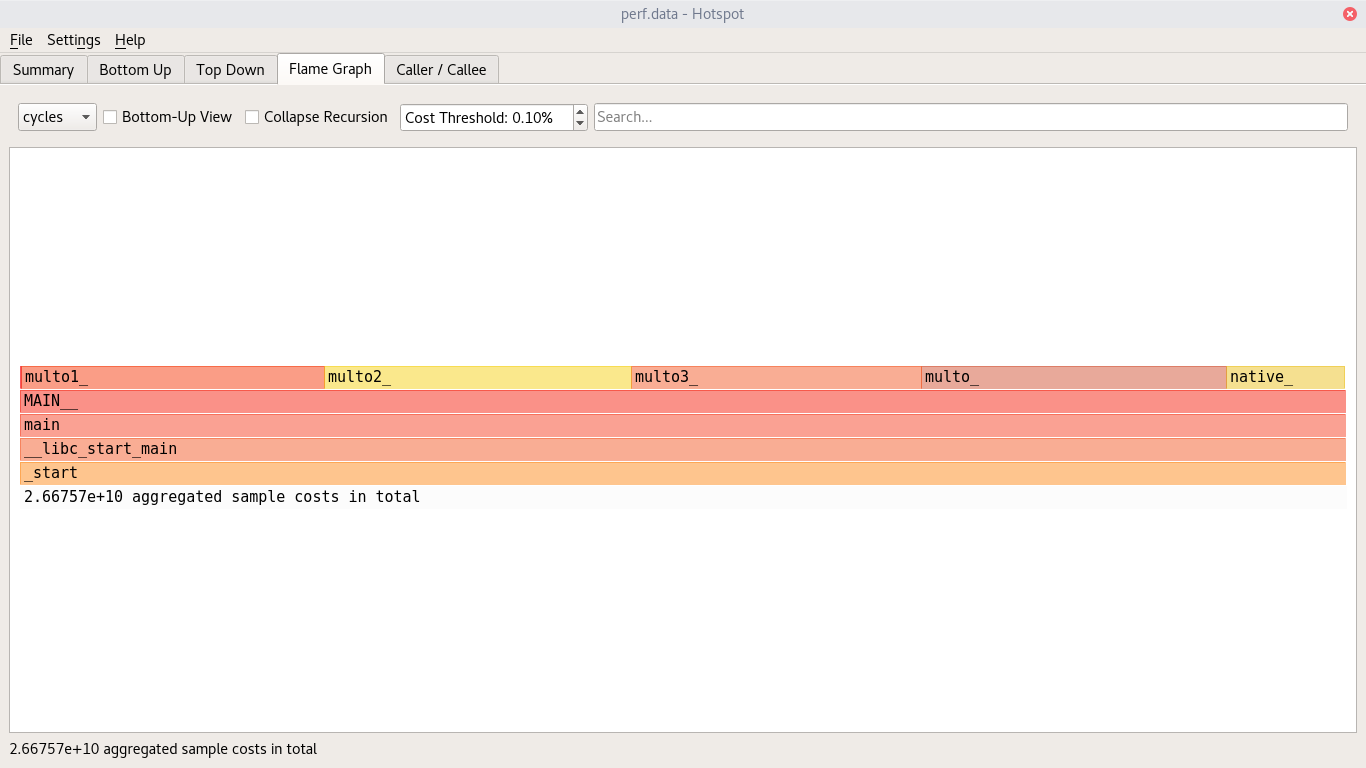 perf.data - Hotspot
File Settings Help
Summary Bottom Up Top Down Flame Graph Caller / Callee
cycles Bottom-Up View Collapse Recursion Cost Threshold: 0.10% Search...
multo1_ multo2_ multo3_ multo_ native_
MAIN__
main
__libc_start_main
_start
2.66757e+10 aggregated sample costs in total
2.66757e+10 aggregated sample costs in total